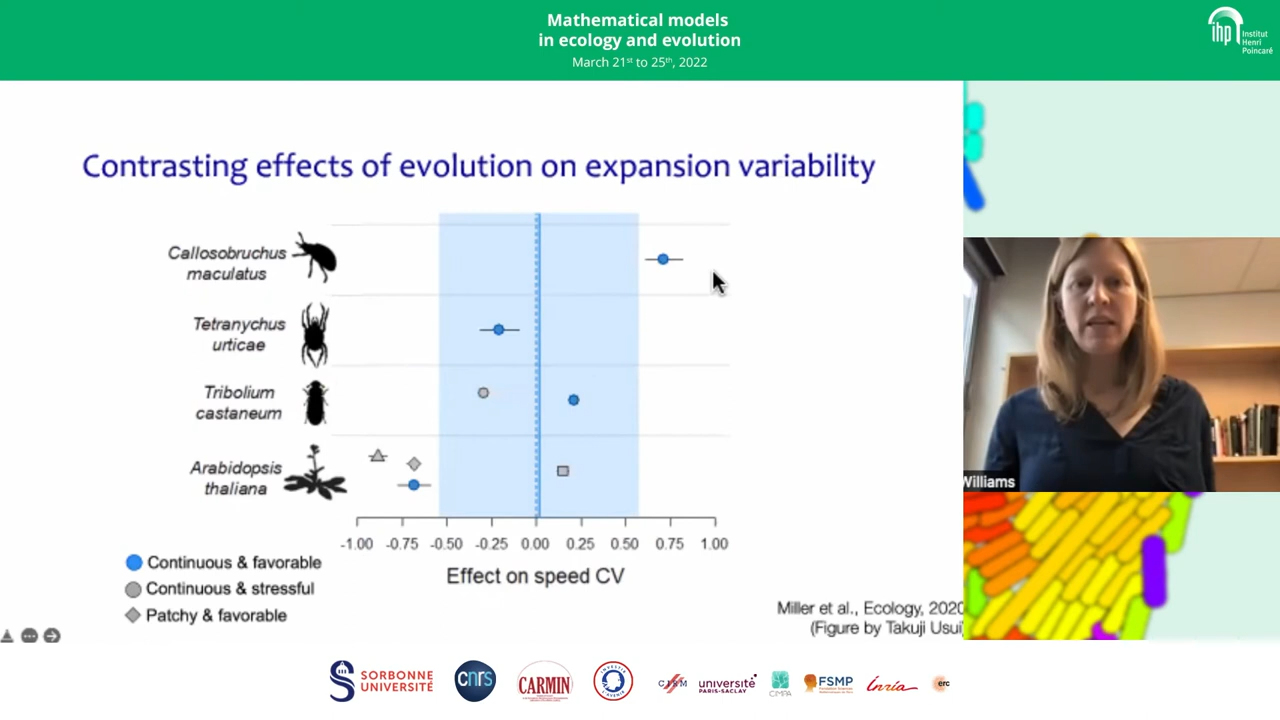 Mathematical models
in ecology and evolution
March 21st to 25th, 2022
ihp
Institut
Henri
Poincaré
Contrasting effects of evolution on expansion variability
Callosobruchus
maculatus
Tetranychus
urticae
Tribolium
castaneum
Arabidopsis
thaliana
-1.00 -0.75 -0.50 -0.25 0.00 0.25 0.50 0.75 1.00
Effect on speed CV
Continuous & favorable
Continuous & stressful
Patchy & favorable
Miller et al., Ecology, 2020
(Figure by Takuji Usui)
Williams
SORBONNE
UNIVERSITÉ
cnrs
CARMIN
université
PARIS-SACLAY
CIMPA
FSMP
Inria
erc